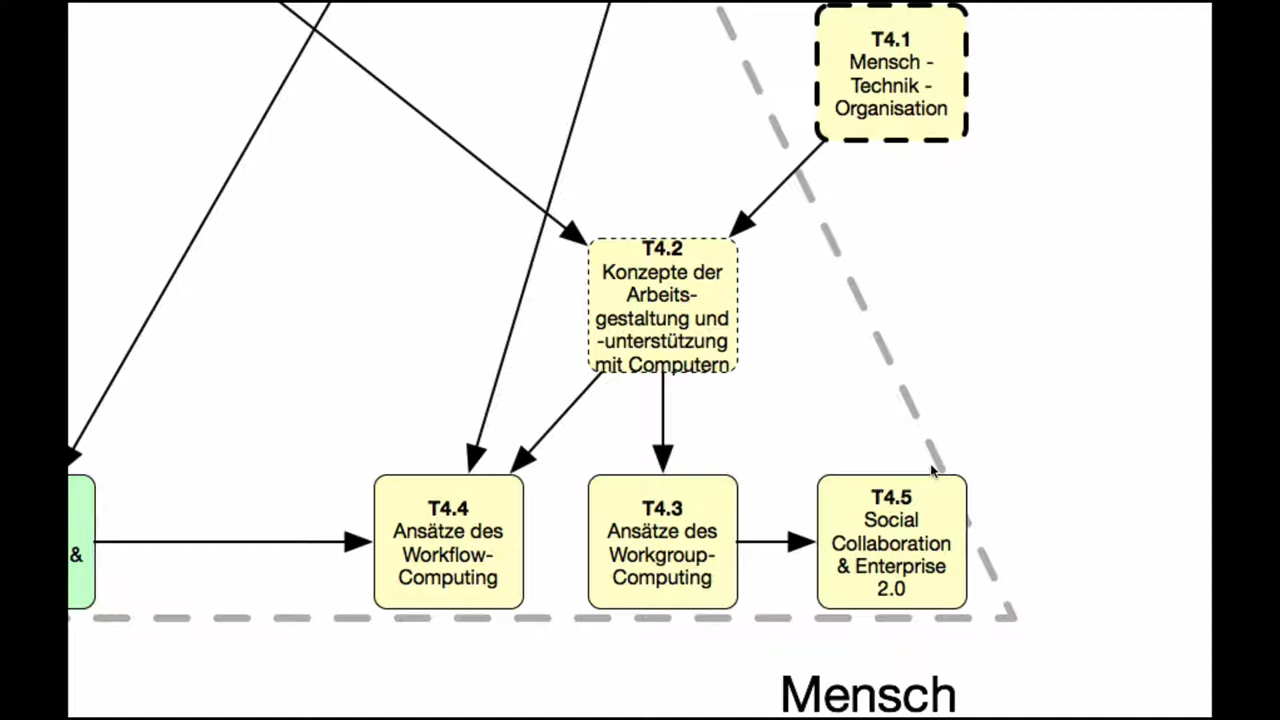 T4.1
Mensch -
Technik -
Organisation
T4.2
Konzepte der
Arbeits-
gestaltung und
-unterstützung
mit Computern
&
T4.4
Ansätze des
Workflow-
Computing
T4.3
Ansätze des
Workgroup-
Computing
T4.5
Social
Collaboration
& Enterprise
2.0
Mensch